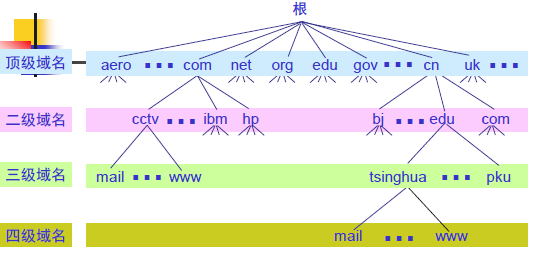 根
顶级域名 aero ... com net org edu gov ... cn uk ...
二级域名 cctv ... ibm hp bj ... edu com
三级域名 mail ... www tsinghua ... pku
四级域名 mail ... www